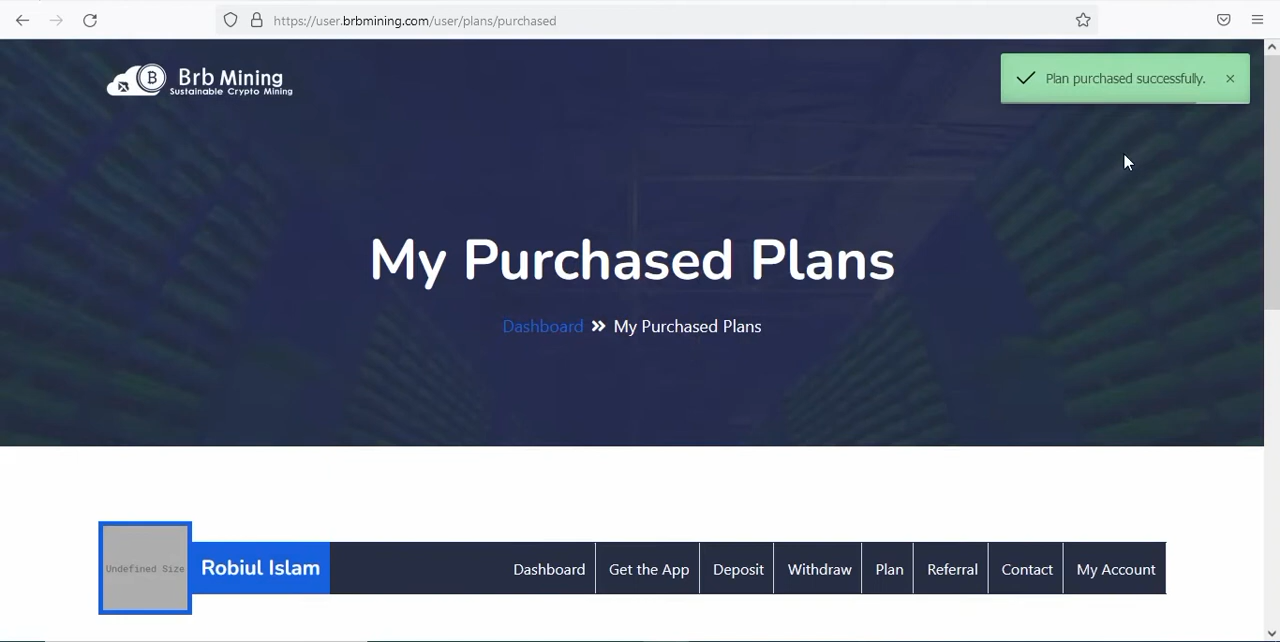 https://user.brbmining.com/user/plans/purchased
Brb Mining
Sustainable Crypto Mining
Plan purchased successfully. ×
My Purchased Plans
Dashboard » My Purchased Plans
Undefined Size
Robiul Islam
Dashboard Get the App Deposit Withdraw Plan Referral Contact My Account